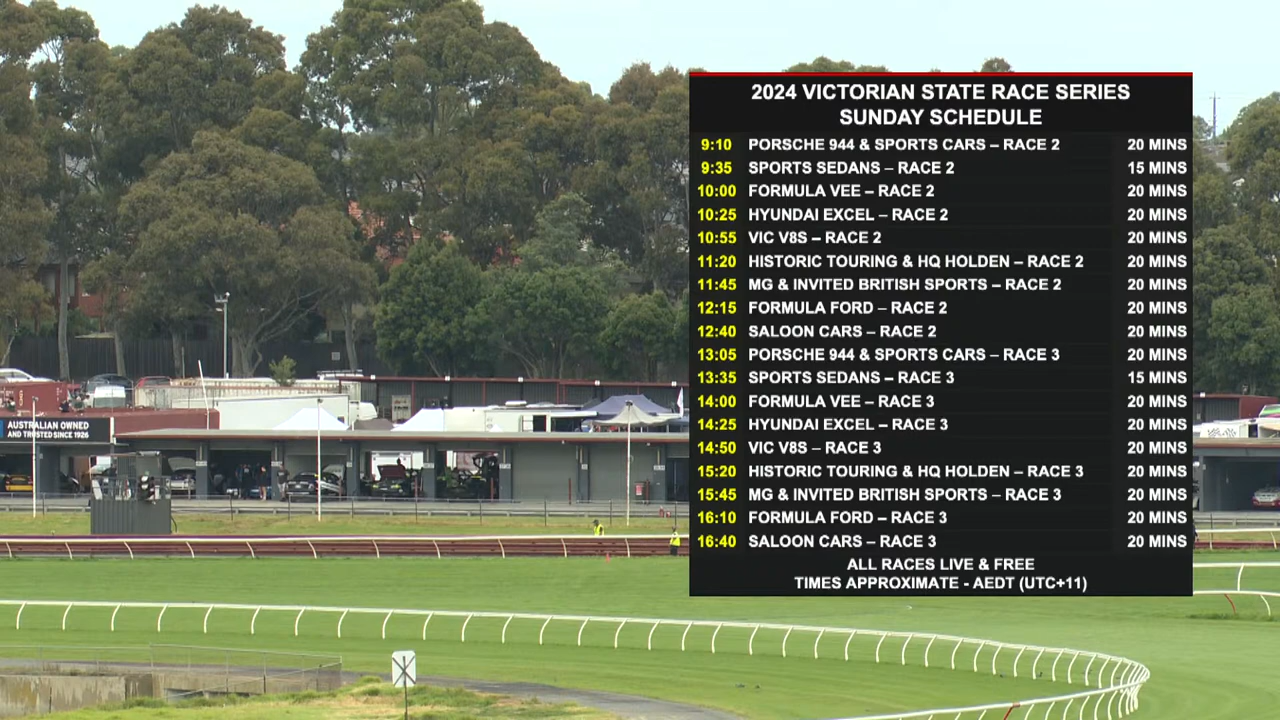 2024 VICTORIAN STATE RACE SERIES
SUNDAY SCHEDULE
9:10 PORSCHE 944 & SPORTS CARS – RACE 2 20 MINS
9:35 SPORTS SEDANS – RACE 2 15 MINS
10:00 FORMULA VEE – RACE 2 20 MINS
10:25 HYUNDAI EXCEL – RACE 2 20 MINS
10:55 VIC V8S – RACE 2 20 MINS
11:20 HISTORIC TOURING & HQ HOLDEN – RACE 2 20 MINS
11:45 MG & INVITED BRITISH SPORTS – RACE 2 20 MINS
12:15 FORMULA FORD – RACE 2 20 MINS
12:40 SALOON CARS – RACE 2 20 MINS
13:05 PORSCHE 944 & SPORTS CARS – RACE 3 20 MINS
13:35 SPORTS SEDANS – RACE 3 15 MINS
14:00 FORMULA VEE – RACE 3 20 MINS
14:25 HYUNDAI EXCEL – RACE 3 20 MINS
14:50 VIC V8S – RACE 3 20 MINS
15:20 HISTORIC TOURING & HQ HOLDEN – RACE 3 20 MINS
15:45 MG & INVITED BRITISH SPORTS – RACE 3 20 MINS
16:10 FORMULA FORD – RACE 3 20 MINS
16:40 SALOON CARS – RACE 3 20 MINS
ALL RACES LIVE & FREE
TIMES APPROXIMATE - AEDT (UTC+11)
AUSTRALIAN OWNED
AND TRUSTED SINCE 1926